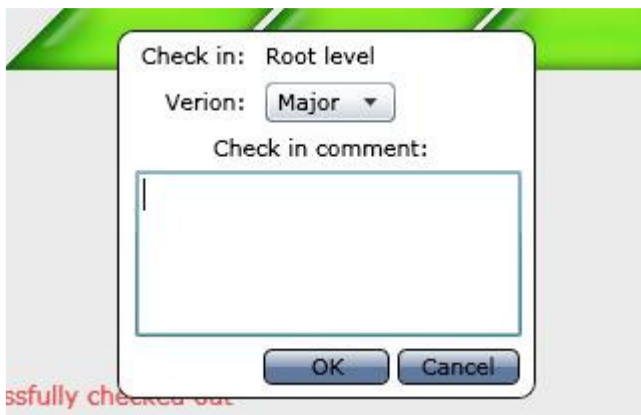 Check in: Root level
Verion: Major
Check in comment:
OK Cancel
ssfully checked out